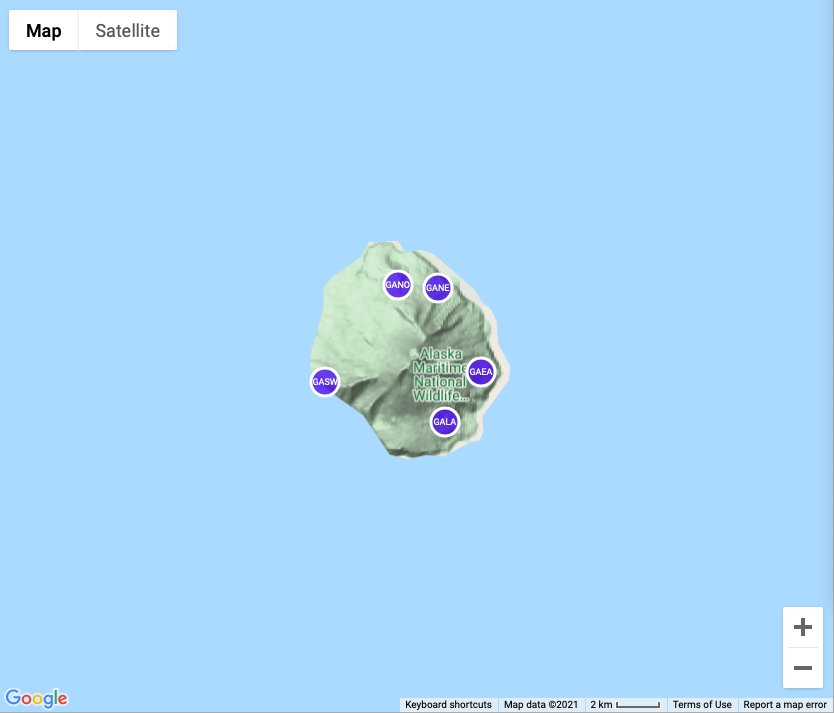 Map Satellite
GANO GANE
Alaska
Maritime
National
Wildlife...
GAEA
GASW
GALA
Google
Keyboard shortcuts Map data ©2021 2 km Terms of Use Report a map error